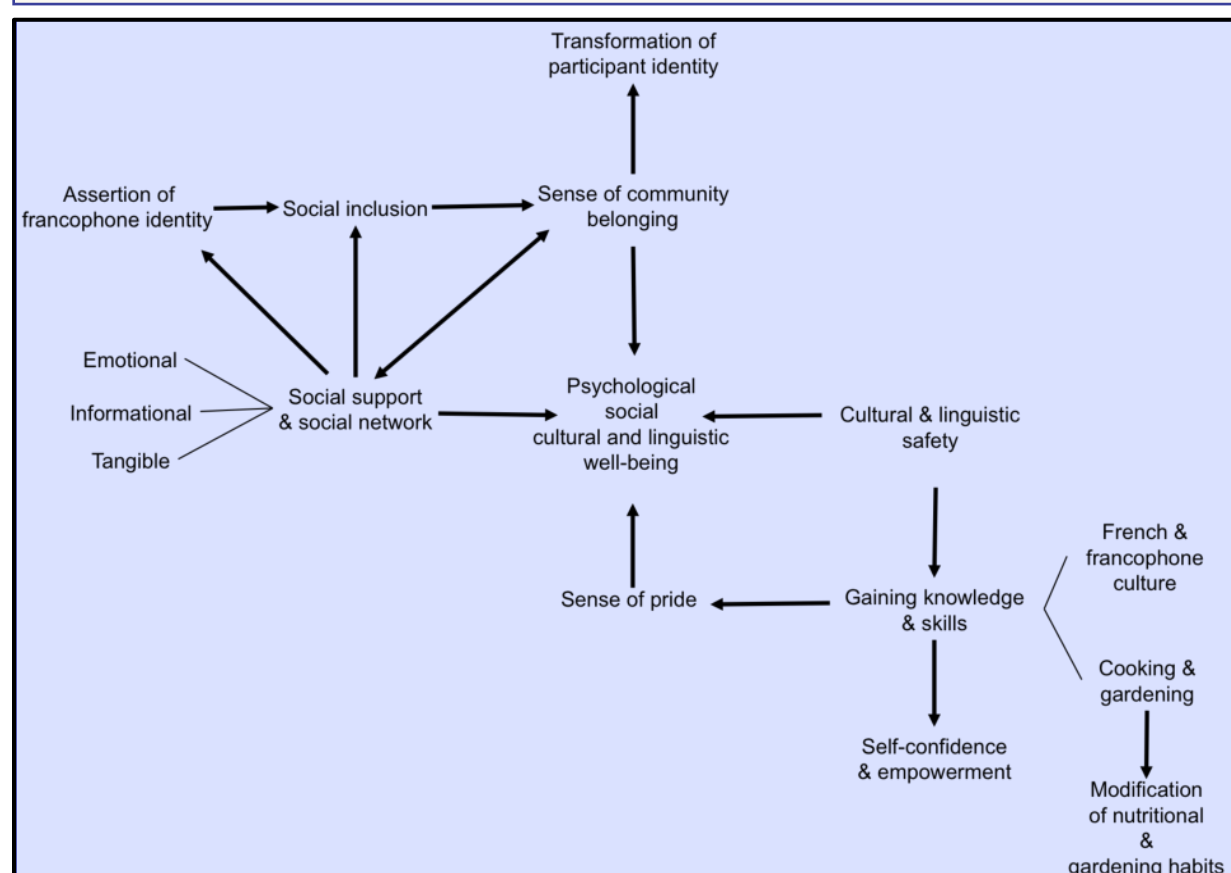 Transformation of
participant identity
Assertion of
francophone identity
Social inclusion
Sense of community
belonging
Emotional
Informational
Tangible
Social support
& social network
Psychological
social
cultural and linguistic
well-being
Cultural & linguistic
safety
Sense of pride
Gaining knowledge
& skills
French &
francophone
culture
Cooking &
gardening
Self-confidence
& empowerment
Modification
of nutritional
&
gardening habits